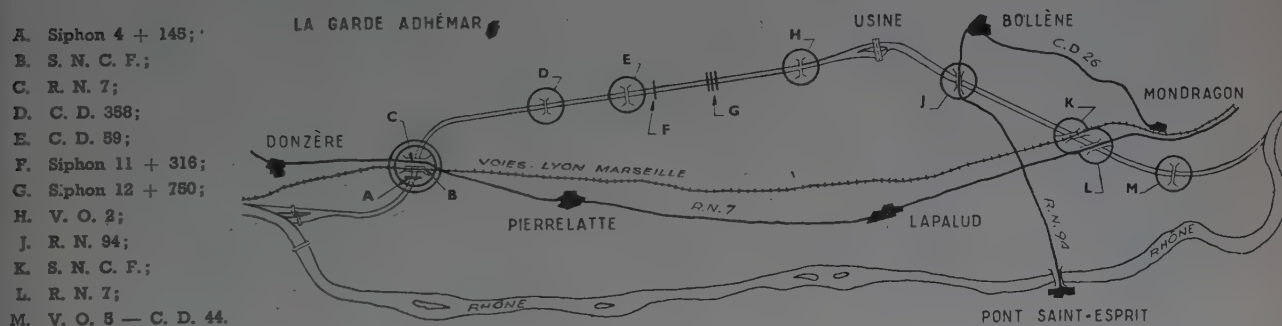 A. Siphon 4 + 145;
B. S. N. C. F.;
C. R. N. 7;
D. C. D. 358;
E. C. D. 59;
F. Siphon 11 + 316;
G. Siphon 12 + 750;
H. V. O. 2;
J. R. N. 94;
K. S. N. C. F.;
L. R. N. 7;
M. V. O. 5 — C. D. 44.
LA GARDE ADHÉMAR
USINE
BOLLÈNE
H
C.D 26
E
D
J
K
MONDRAGON
C
F
G
DONZÈRE
VOIES. LYON MARSEILLE
A
B
L
M
PIERRELATTE
R.N.7
LAPALUD
R.N.94
RHÔNE
RHÔNE
PONT SAINT-ESPRIT